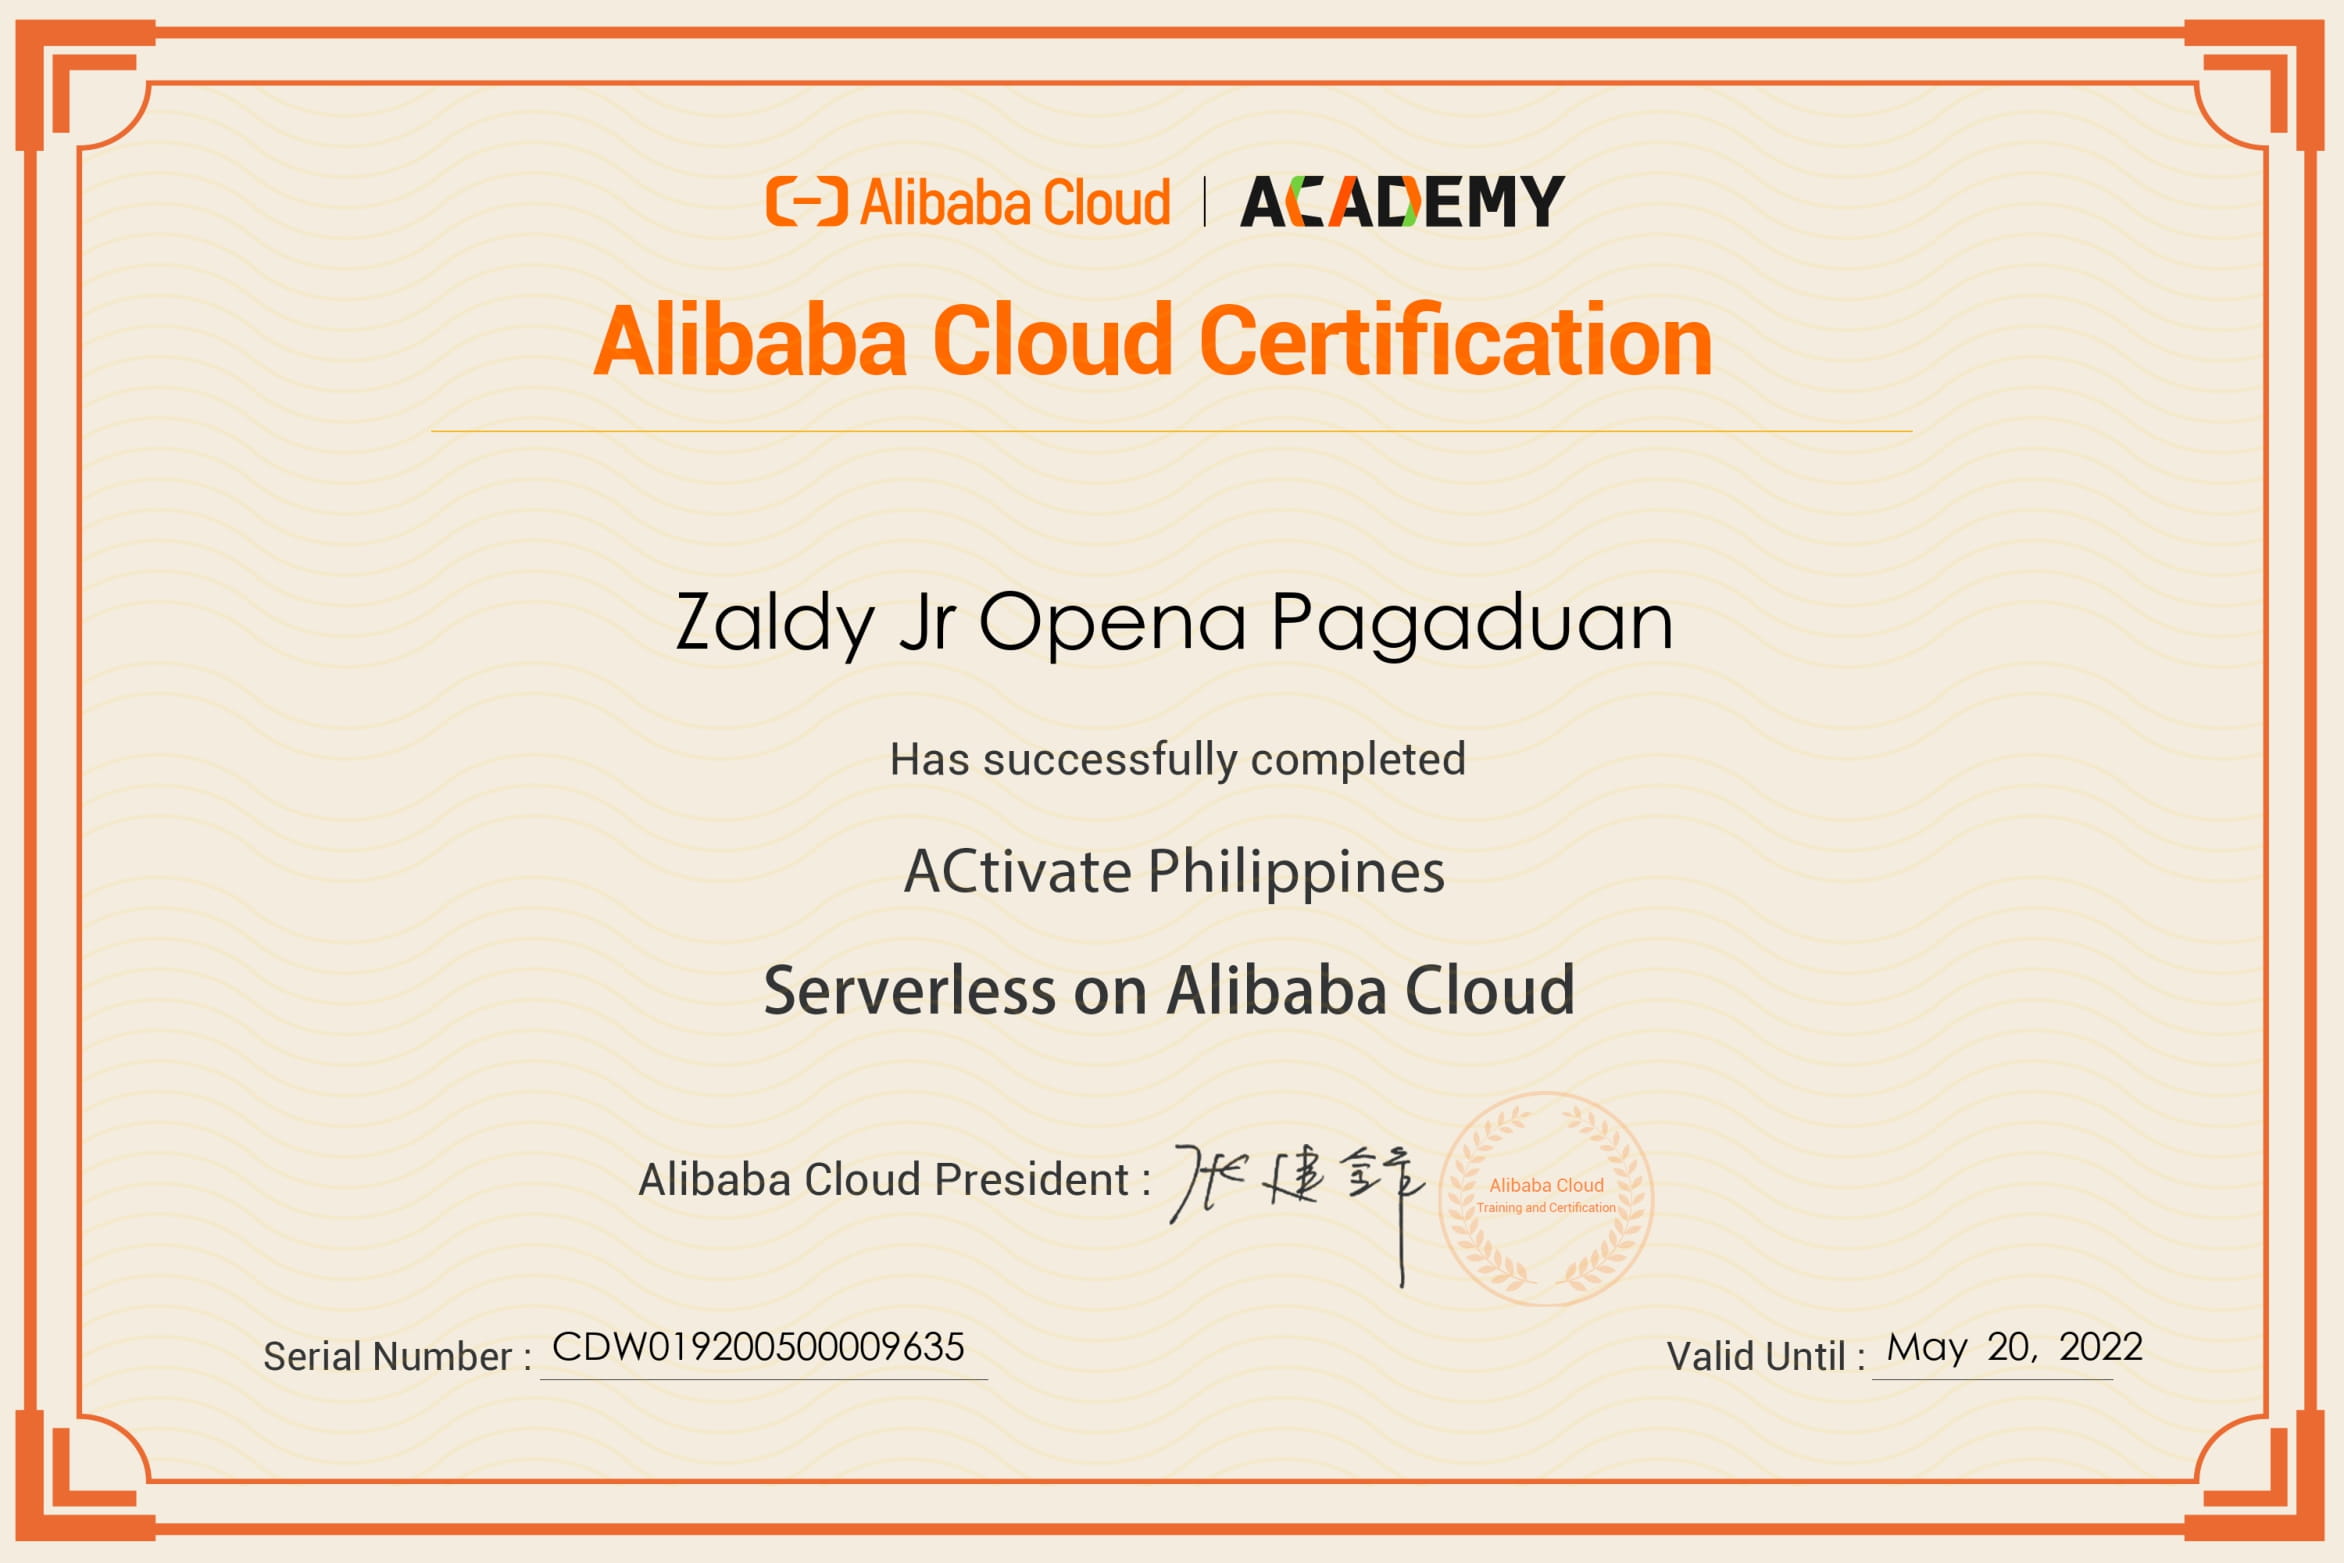 Alibaba Cloud | ACADEMY
Alibaba Cloud Certification
Zaldy Jr Opena Pagaduan
Has successfully completed
ACtivate Philippines
Serverless on Alibaba Cloud
Alibaba Cloud President : 张建锋
Alibaba Cloud
Training and Certification
Serial Number : CDW019200500009635
Valid Until : May 20, 2022